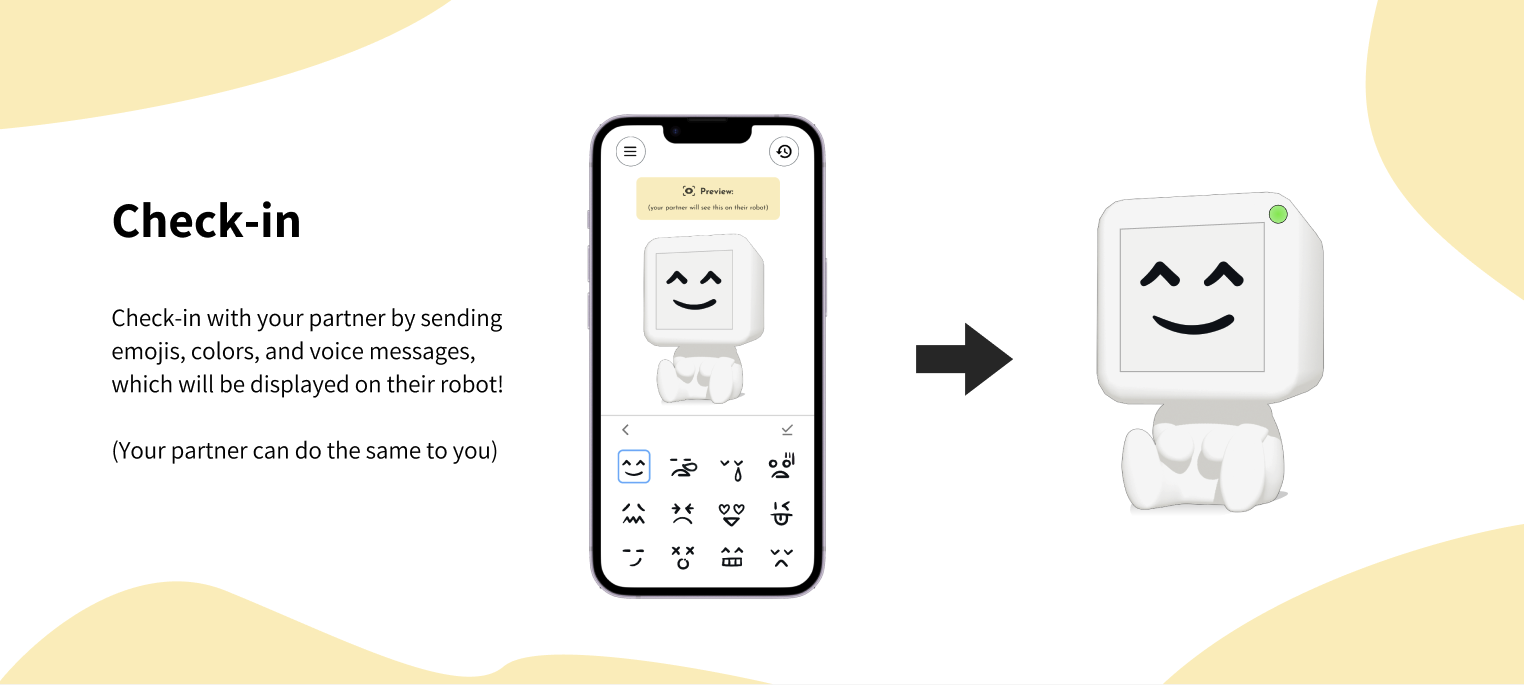 Check-in
Check-in with your partner by sending
emojis, colors, and voice messages,
which will be displayed on their robot!
(Your partner can do the same to you)
Preview:
(your partner will see this on their robot)